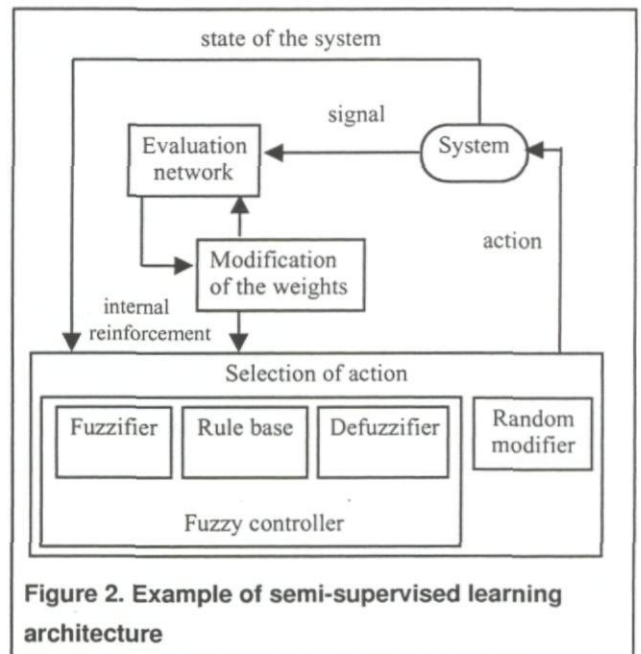 state of the system
signal
Evaluation
network
System
action
Modification
of the weights
internal
reinforcement
Selection of action
Fuzzifier
Rule base
Defuzzifier
Random
modifier
Fuzzy controller
Figure 2. Example of semi-supervised learning
architecture